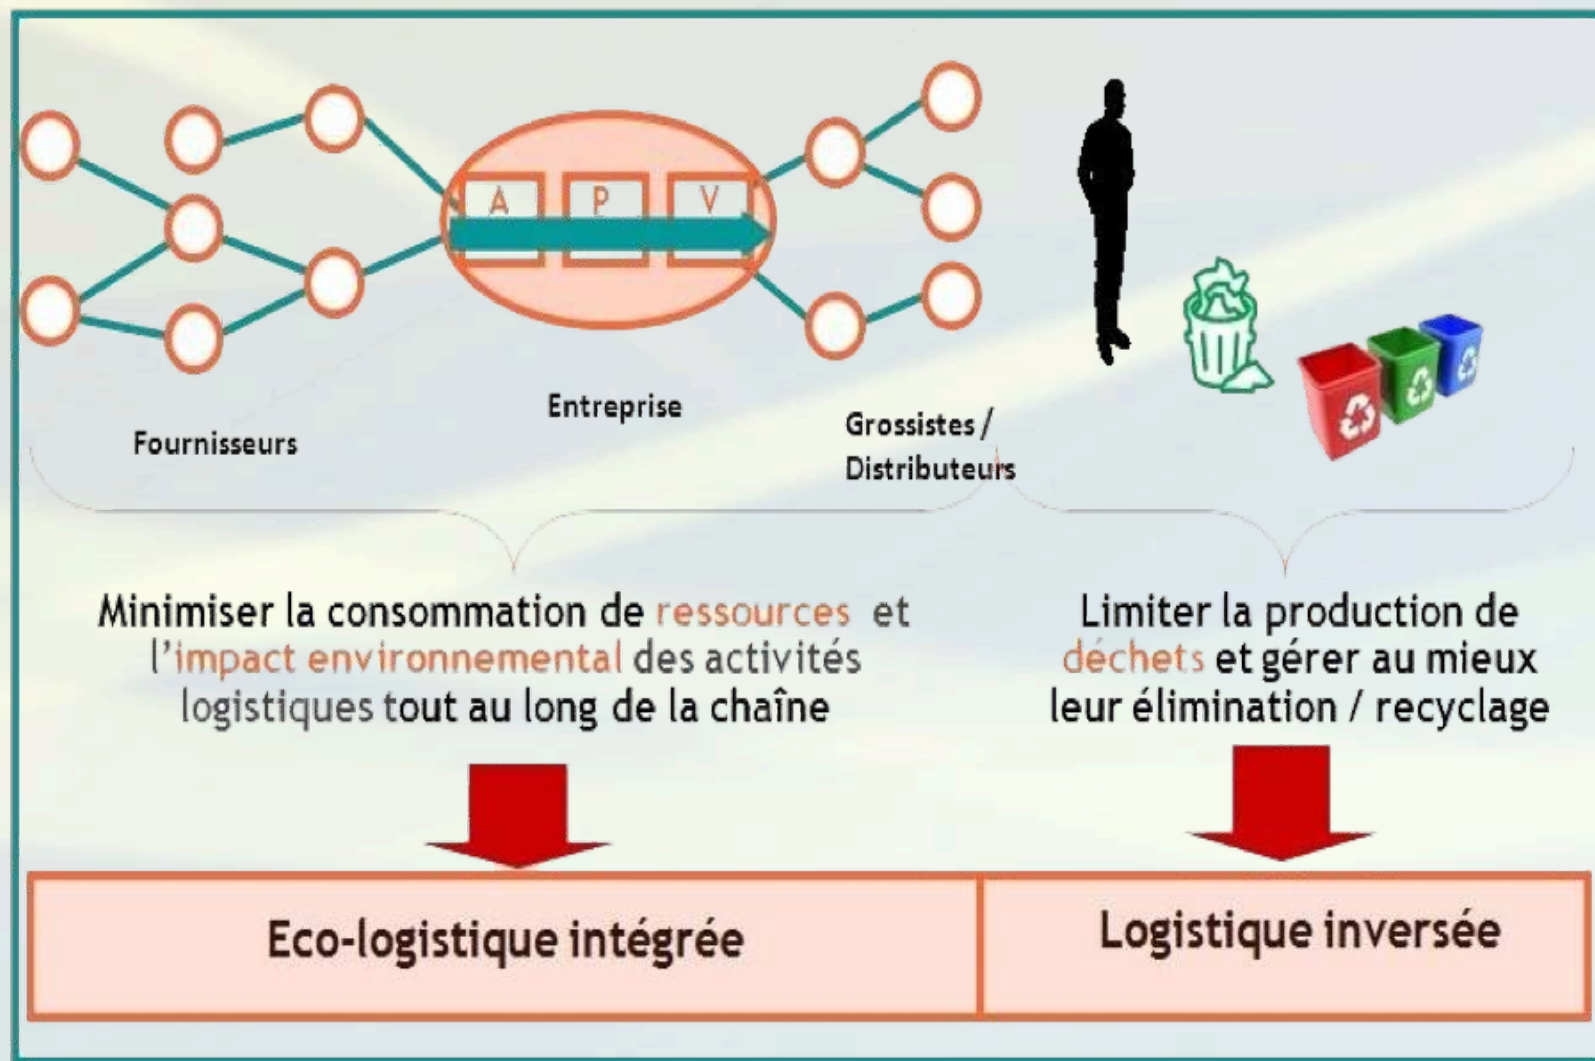 A P V
Fournisseurs
Entreprise
Grossistes /
Distributeurs
Minimiser la consommation de ressources et
l'impact environnemental des activités
logistiques tout au long de la chaîne
Limiter la production de
déchets et gérer au mieux
leur élimination / recyclage
Eco-logistique intégrée
Logistique inversée